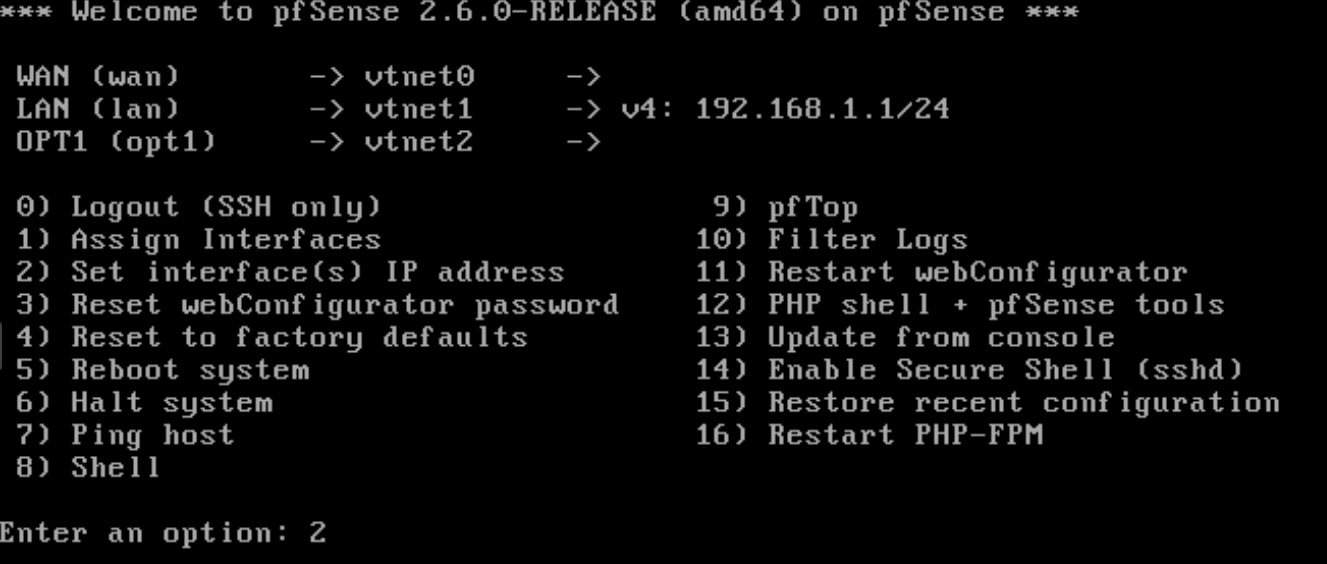 *** Welcome to pfSense 2.6.0-RELEASE (amd64) on pfSense ***
WAN (wan) -> vtnet0 ->
LAN (lan) -> vtnet1 -> v4: 192.168.1.1/24
OPT1 (opt1) -> vtnet2 ->
0) Logout (SSH only) 9) pfTop
1) Assign Interfaces 10) Filter Logs
2) Set interface(s) IP address 11) Restart webConfigurator
3) Reset webConfigurator password 12) PHP shell + pfSense tools
4) Reset to factory defaults 13) Update from console
5) Reboot system 14) Enable Secure Shell (sshd)
6) Halt system 15) Restore recent configuration
7) Ping host 16) Restart PHP-FPM
8) Shell
Enter an option: 2